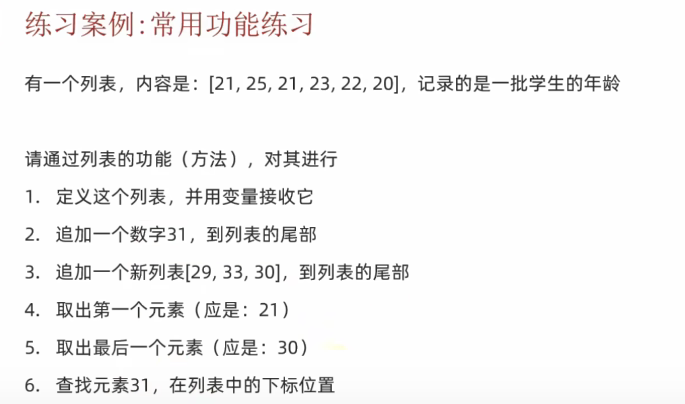 练习案例:常用功能练习
有一个列表，内容是：[21, 25, 21, 23, 22, 20]，记录的是一批学生的年龄
请通过列表的功能（方法），对其进行
1. 定义这个列表，并用变量接收它
2. 追加一个数字31，到列表的尾部
3. 追加一个新列表[29, 33, 30]，到列表的尾部
4. 取出第一个元素（应是：21）
5. 取出最后一个元素（应是：30）
6. 查找元素31，在列表中的下标位置